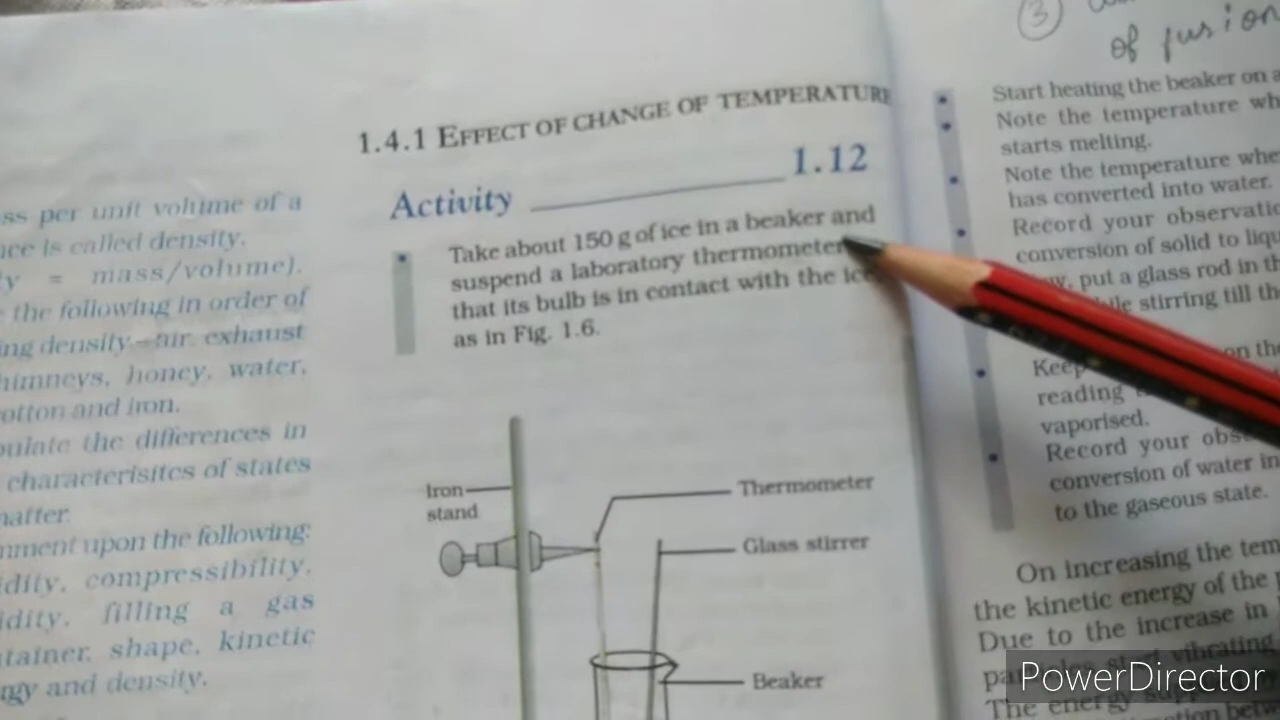 ss per unit volume of a
nce is called density.
y = mass/volume).
the following in order of
ng density—air, exhaust
himneys, honey, water,
otton and iron.
ulate the differences in
characterisitcs of states
atter.
ment upon the following:
idity, compressibility,
idity, filling a gas
tainer, shape, kinetic
gy and density.
1.4.1 EFFECT OF CHANGE OF TEMPERATURE
Activity 1.12
Take about 150 g of ice in a beaker and
suspend a laboratory thermometer
that its bulb is in contact with the ice
as in Fig. 1.6.
Iron
stand
Thermometer
Glass stirrer
Beaker
3
of fusion
Start heating the beaker on a
Note the temperature wh
starts melting.
Note the temperature whe
has converted into water.
Record your observatio
conversion of solid to liqu
put a glass rod in th
stirring till th
Keep on the
reading
vaporised.
Record your obs
conversion of water in
to the gaseous state.
On increasing the tem
the kinetic energy of the
Due to the increase in
vibrating
The energy
PowerDirector